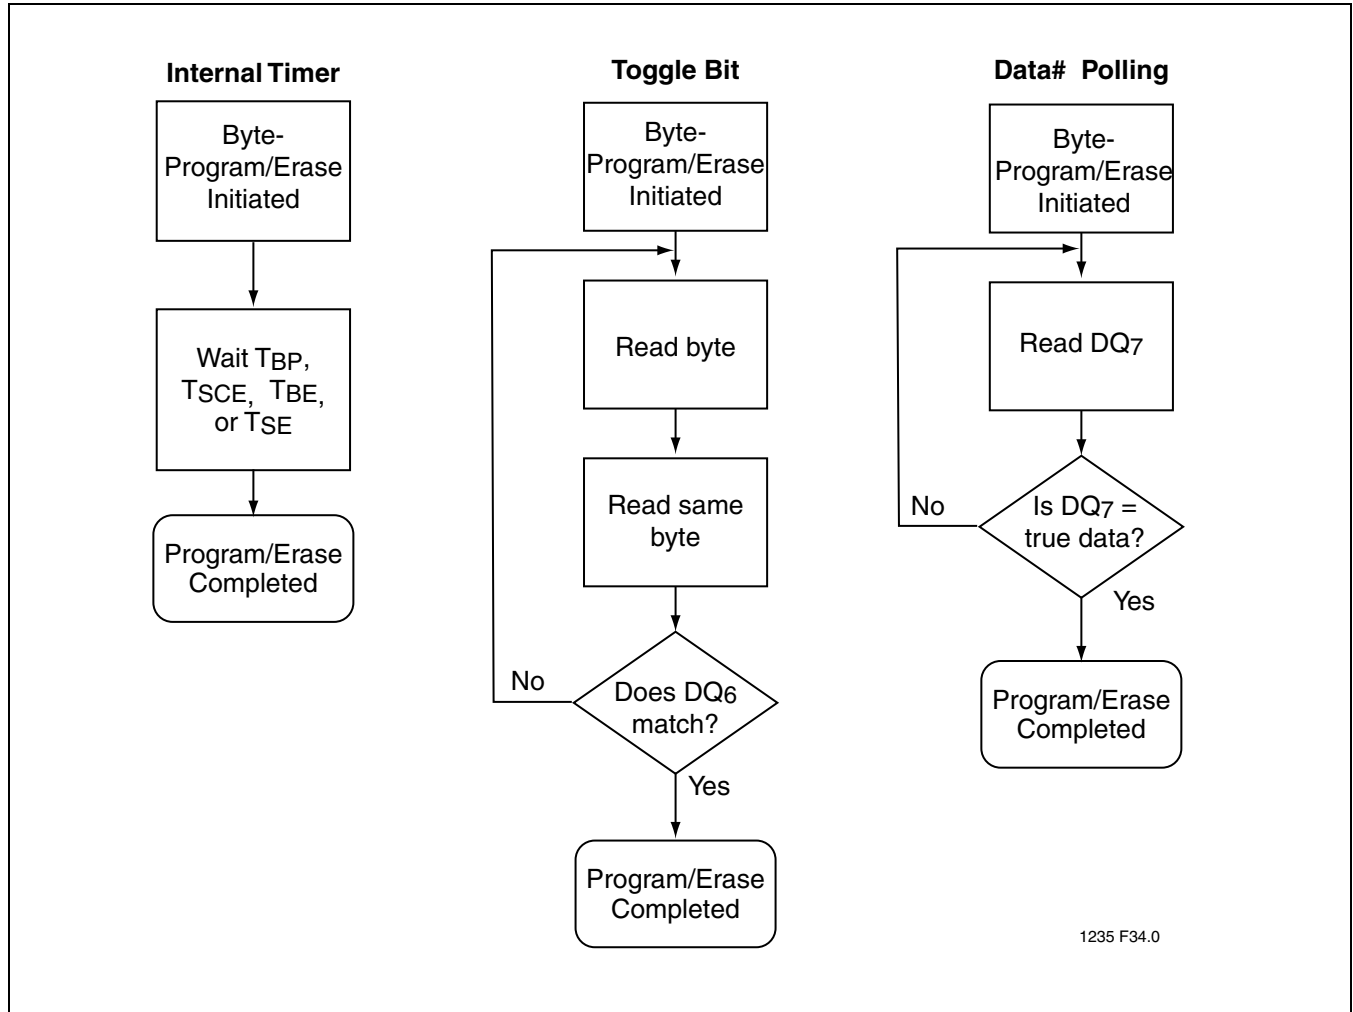 Internal Timer
Byte-
Program/Erase
Initiated
Wait TBP,
TSCE, TBE,
or TSE
Program/Erase
Completed
Toggle Bit
Byte-
Program/Erase
Initiated
Read byte
Read same
byte
Does DQ6
match?
No
Yes
Program/Erase
Completed
Data# Polling
Byte-
Program/Erase
Initiated
Read DQ7
Is DQ7 =
true data?
No
Yes
Program/Erase
Completed
1235 F34.0